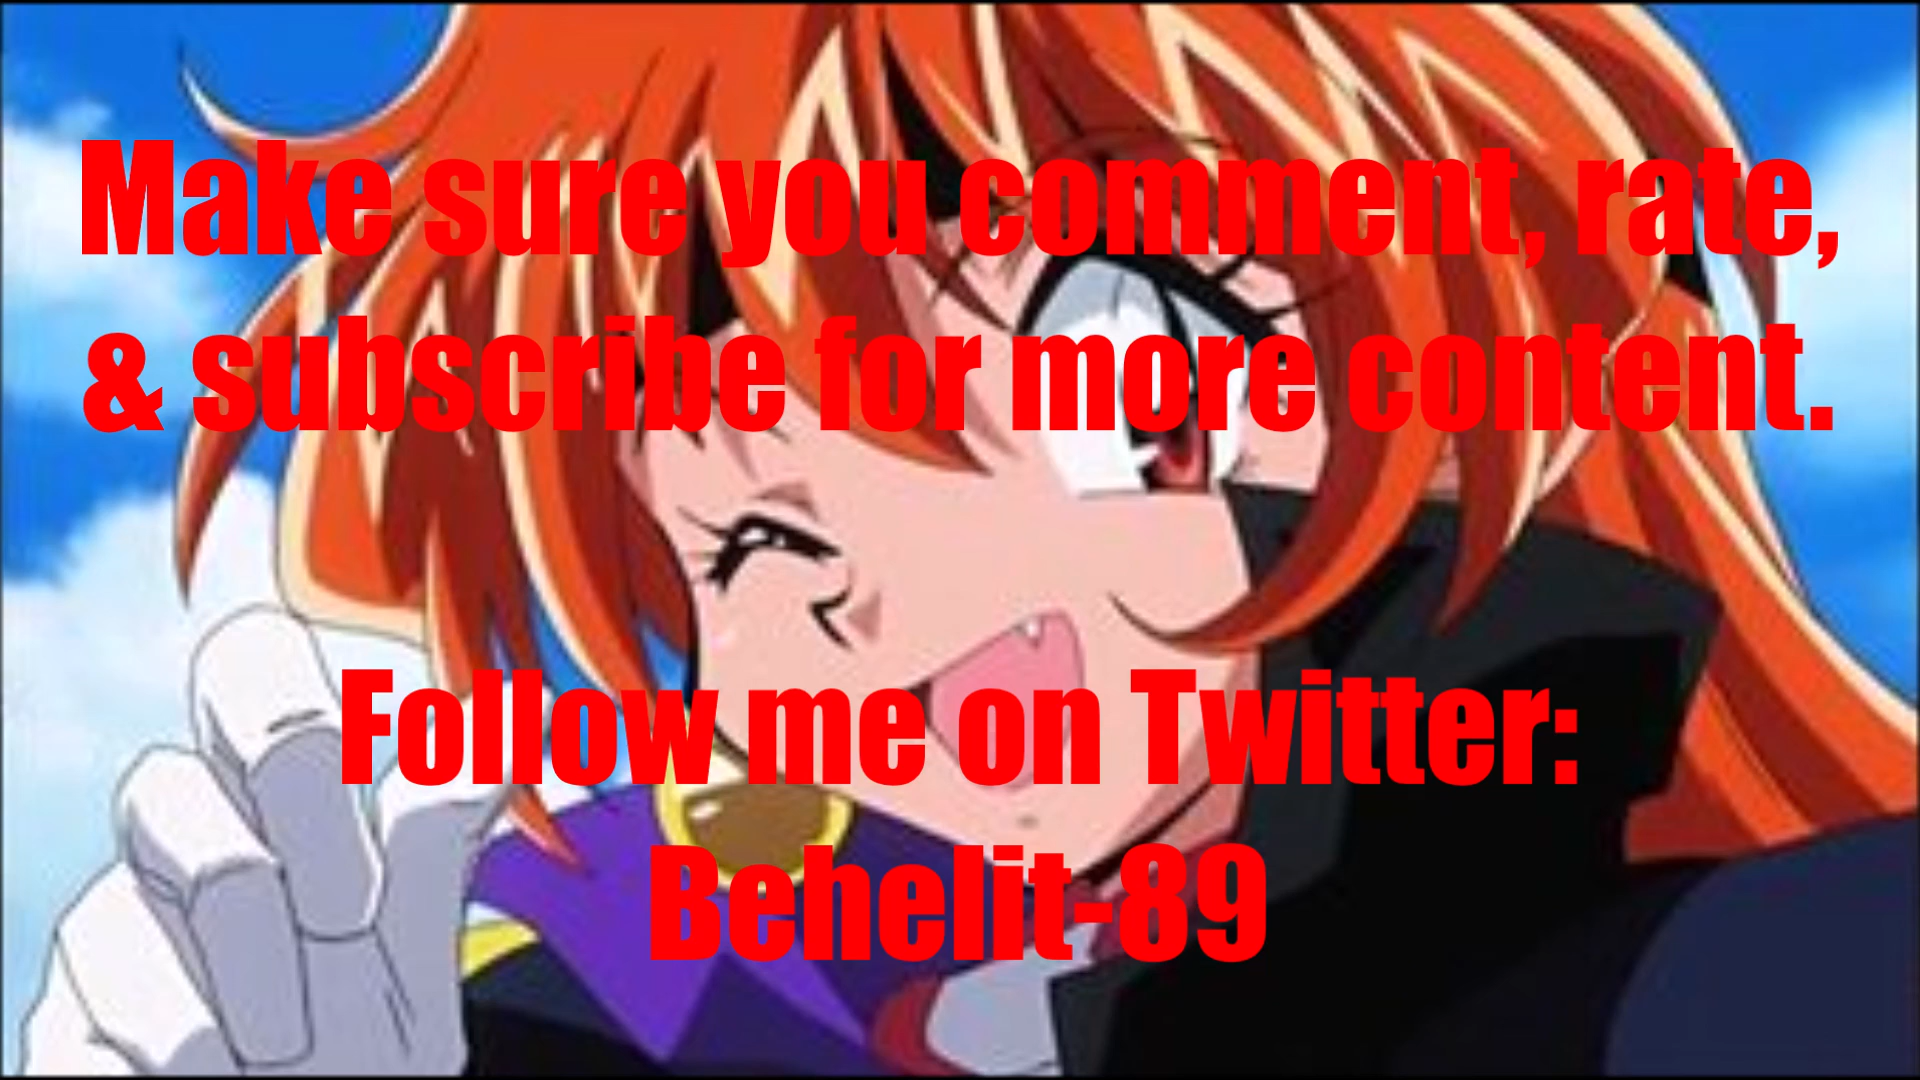 Make sure you comment, rate,
& subscribe for more content.
Follow me on Twitter:
Behelit-89